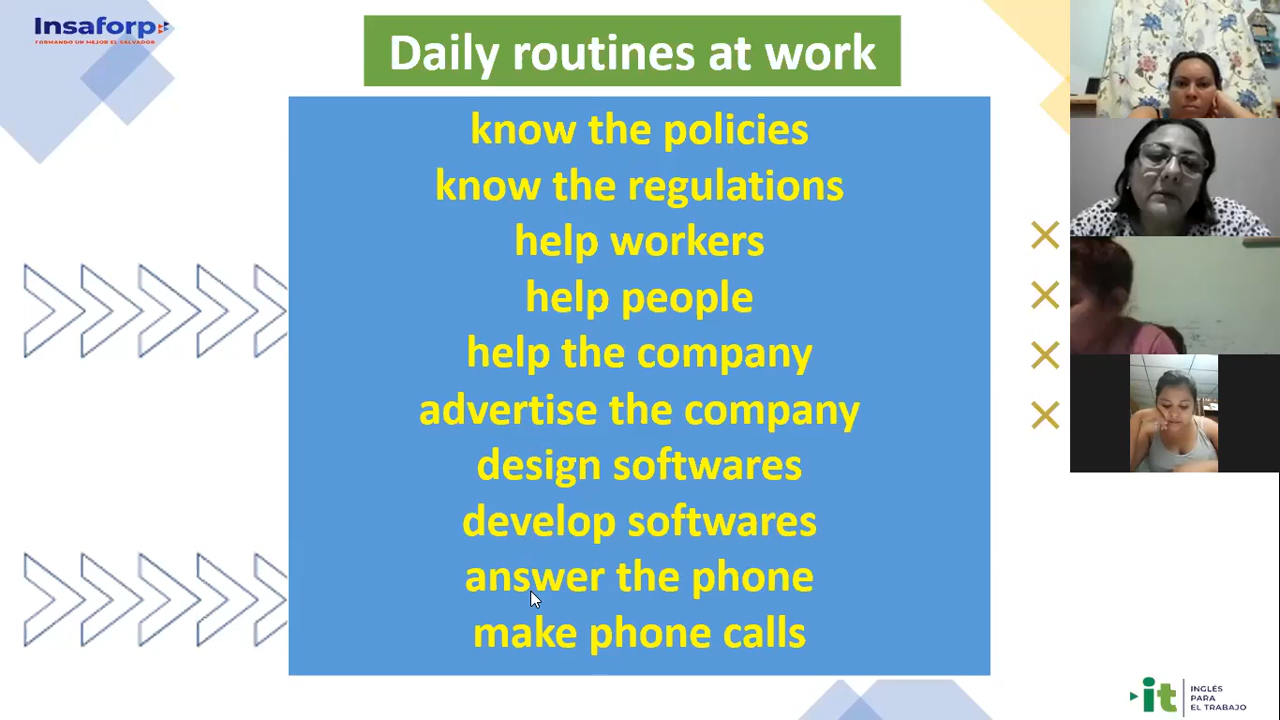 Insaforp
FORMANDO UN MEJOR EL SALVADOR
Daily routines at work
know the policies
know the regulations
help workers
help people
help the company
advertise the company
design softwares
develop softwares
answer the phone
make phone calls
it
INGLÉS
PARA
EL TRABAJO